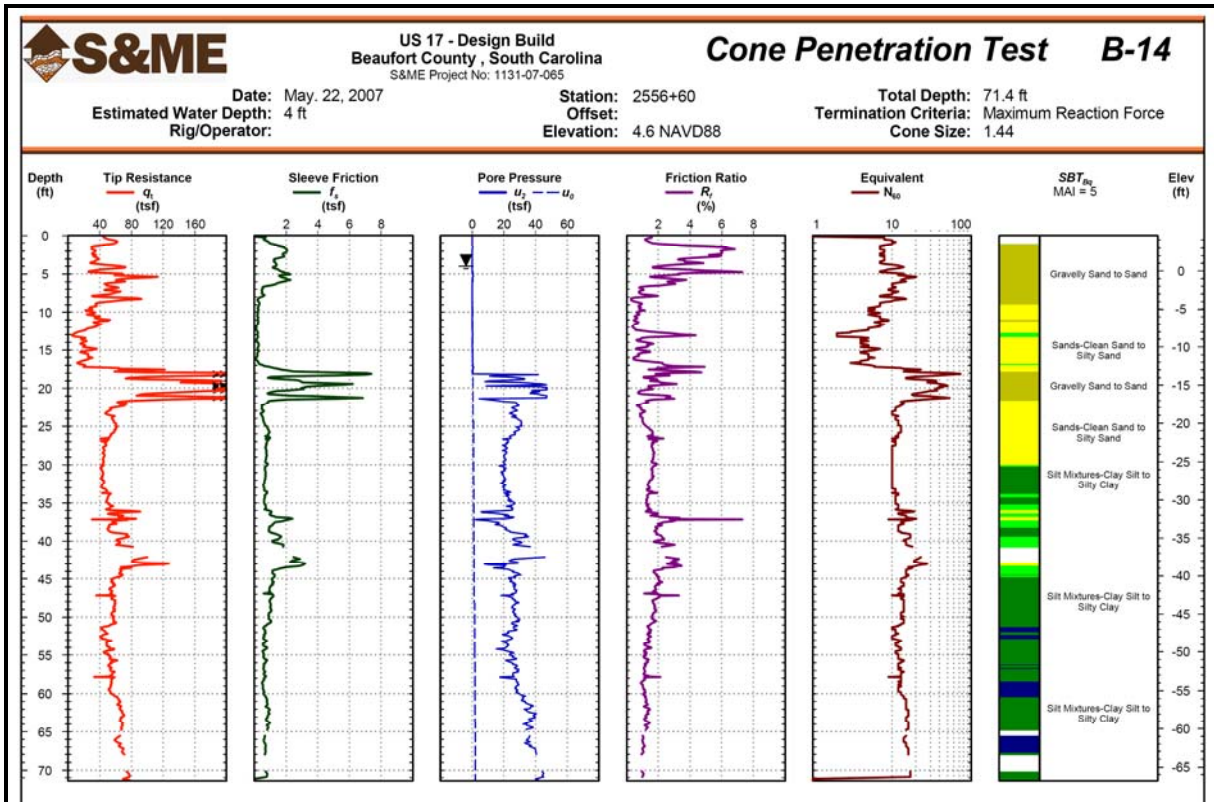 S&ME
US 17 - Design Build
Beaufort County , South Carolina
S&ME Project No: 1131-07-065
Cone Penetration Test B-14
Date: May. 22, 2007
Estimated Water Depth: 4 ft
Rig/Operator:
Station: 2556+60
Offset:
Elevation: 4.6 NAVD88
Total Depth: 71.4 ft
Termination Criteria: Maximum Reaction Force
Cone Size: 1.44
Depth
(ft)
Tip Resistance
qt
(tsf)
40 80 120 160
Sleeve Friction
fs
(tsf)
2 4 6 8
Pore Pressure
u2 u0
(tsf)
20 40 60
Friction Ratio
Rf
(%)
2 4 6 8
Equivalent
N60
1 10 100
SBTBq
MAI = 5
Elev
(ft)
0
5
10
15
20
25
30
35
40
45
50
55
60
65
70
Gravelly Sand to Sand
Sands-Clean Sand to
Silty Sand
Gravelly Sand to Sand
Sands-Clean Sand to
Silty Sand
Silt Mixtures-Clay Silt to
Silty Clay
Silt Mixtures-Clay Silt to
Silty Clay
Silt Mixtures-Clay Silt to
Silty Clay
0
-5
-10
-15
-20
-25
-30
-35
-40
-45
-50
-55
-60
-65